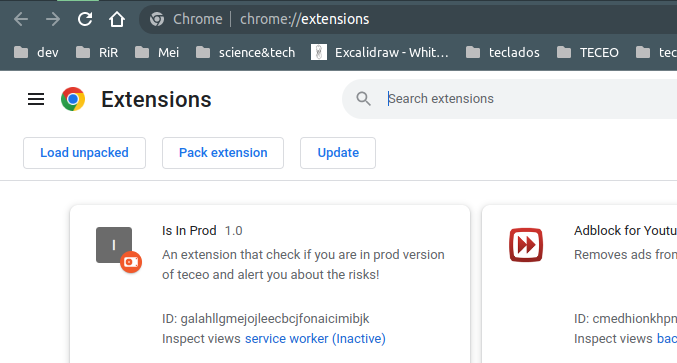 Chrome chrome://extensions
dev RiR Mei science&tech Excalidraw - Whit… teclados TECEO tec
Extensions
Search extensions
Load unpacked Pack extension Update
I
Is In Prod 1.0
An extension that check if you are in prod version
of teceo and alert you about the risks!
ID: galahllgmejojleecbcjfonaicimibjk
Inspect views service worker (Inactive)
Adblock for Youtu
Removes ads from
ID: cmedhionkhpn
Inspect views bac